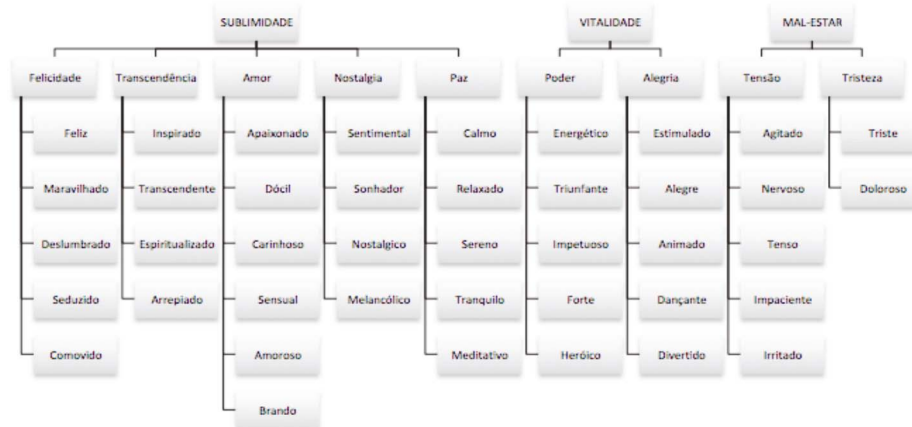 SUBLIMIDADE VITALIDADE MAL-ESTAR
Felicidade Transcendência Amor Nostalgia Paz Poder Alegria Tensão Tristeza
Feliz Inspirado Apaixonado Sentimental Calmo Energético Estimulado Agitado Triste
Maravilhado Transcendente Dócil Sonhador Relaxado Triunfante Alegre Nervoso Doloroso
Deslumbrado Espiritualizado Carinhoso Nostalgico Sereno Impetuoso Animado Tenso
Seduzido Arrepiado Sensual Melancólico Tranquilo Forte Dançante Impaciente
Comovido Amoroso Meditativo Heróico Divertido Irritado
Brando